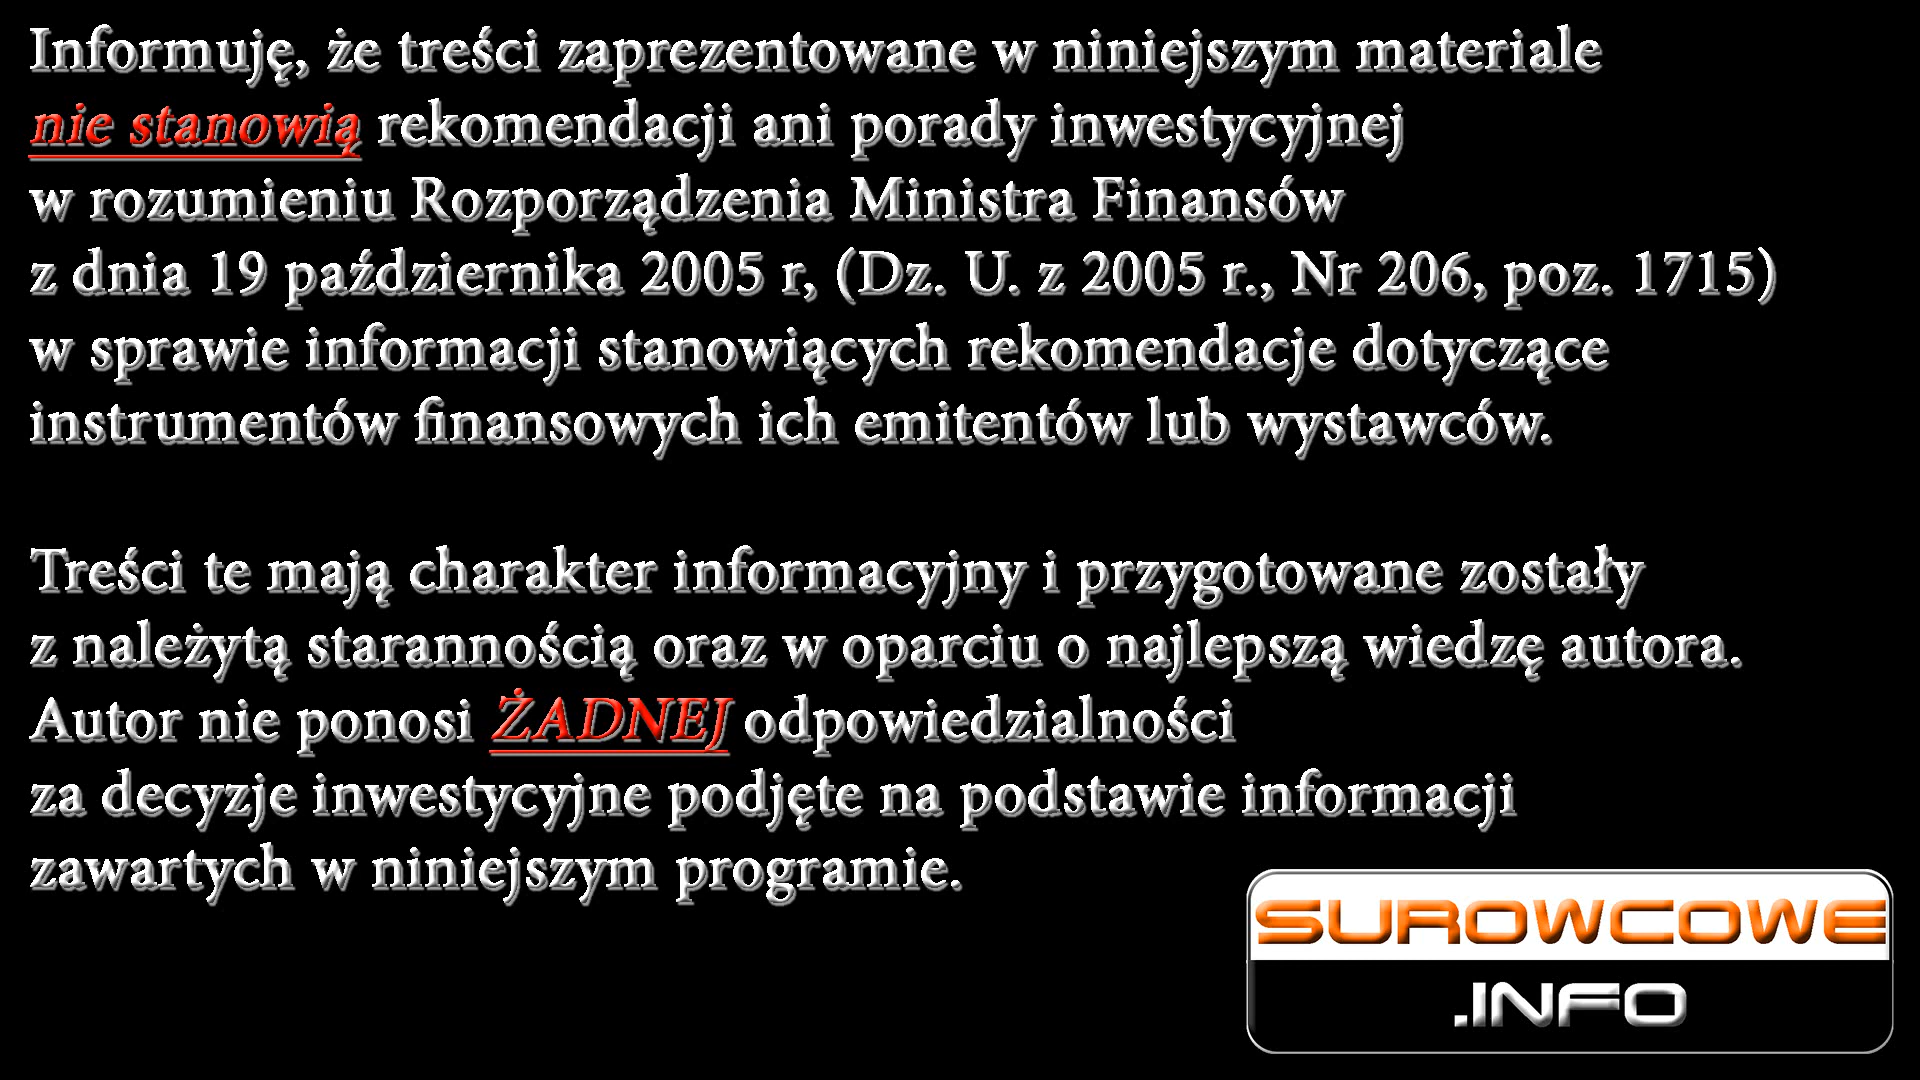 Informuję, że treści zaprezentowane w niniejszym materiale
nie stanowią rekomendacji ani porady inwestycyjnej
w rozumieniu Rozporządzenia Ministra Finansów
z dnia 19 października 2005 r, (Dz. U. z 2005 r., Nr 206, poz. 1715)
w sprawie informacji stanowiących rekomendacje dotyczące
instrumentów finansowych ich emitentów lub wystawców.
Treści te mają charakter informacyjny i przygotowane zostały
z należytą starannością oraz w oparciu o najlepszą wiedzę autora.
Autor nie ponosi ŻADNEJ odpowiedzialności
za decyzje inwestycyjne podjęte na podstawie informacji
zawartych w niniejszym programie.
SUROWCOWE
.INFO